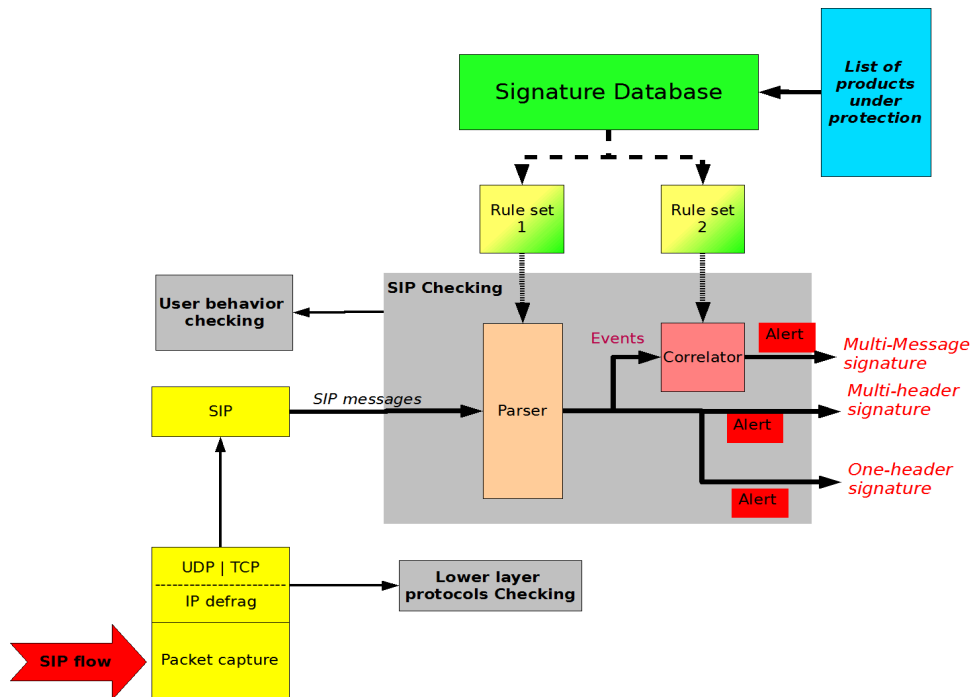 List of
products
under
protection
Signature Database
Rule set
1
Rule set
2
SIP Checking
User behavior
checking
Events
Alert
Correlator
Multi-Message
signature
SIP
SIP messages
Parser
Multi-header
signature
Alert
One-header
signature
Alert
UDP | TCP
IP defrag
Lower layer
protocols Checking
SIP flow
Packet capture